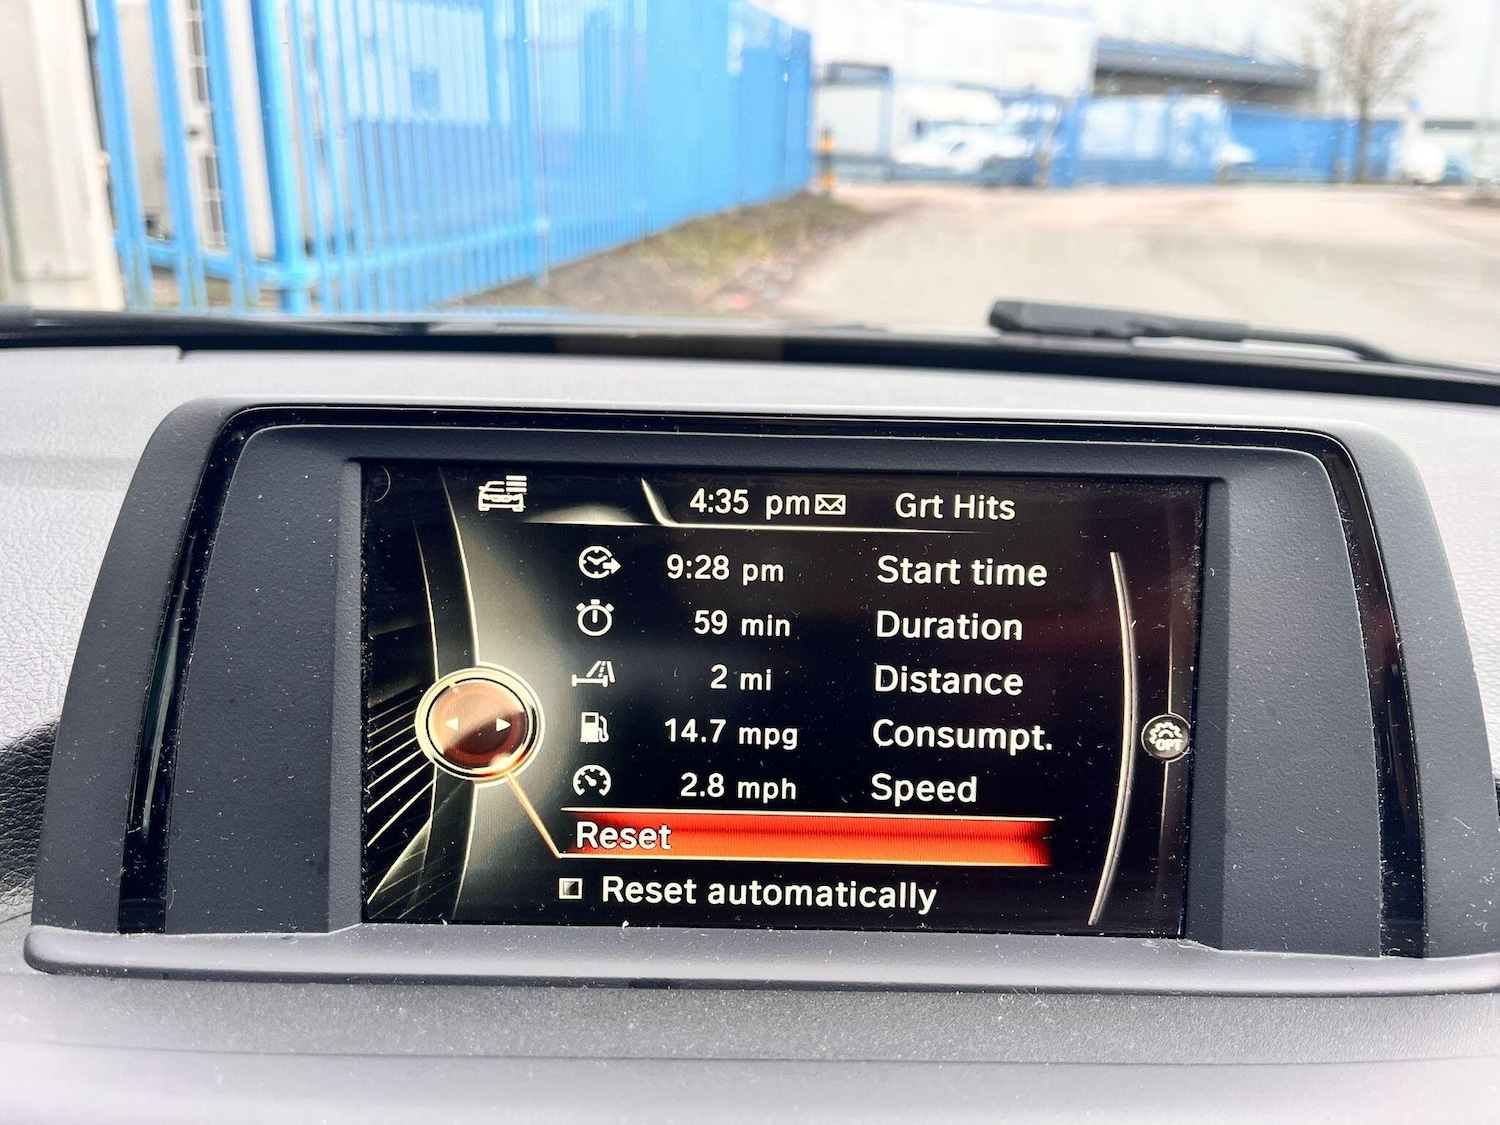 4:35 pm Grt Hits
9:28 pm Start time
59 min Duration
2 mi Distance
14.7 mpg Consumpt.
2.8 mph Speed
OPT
Reset
Reset automatically